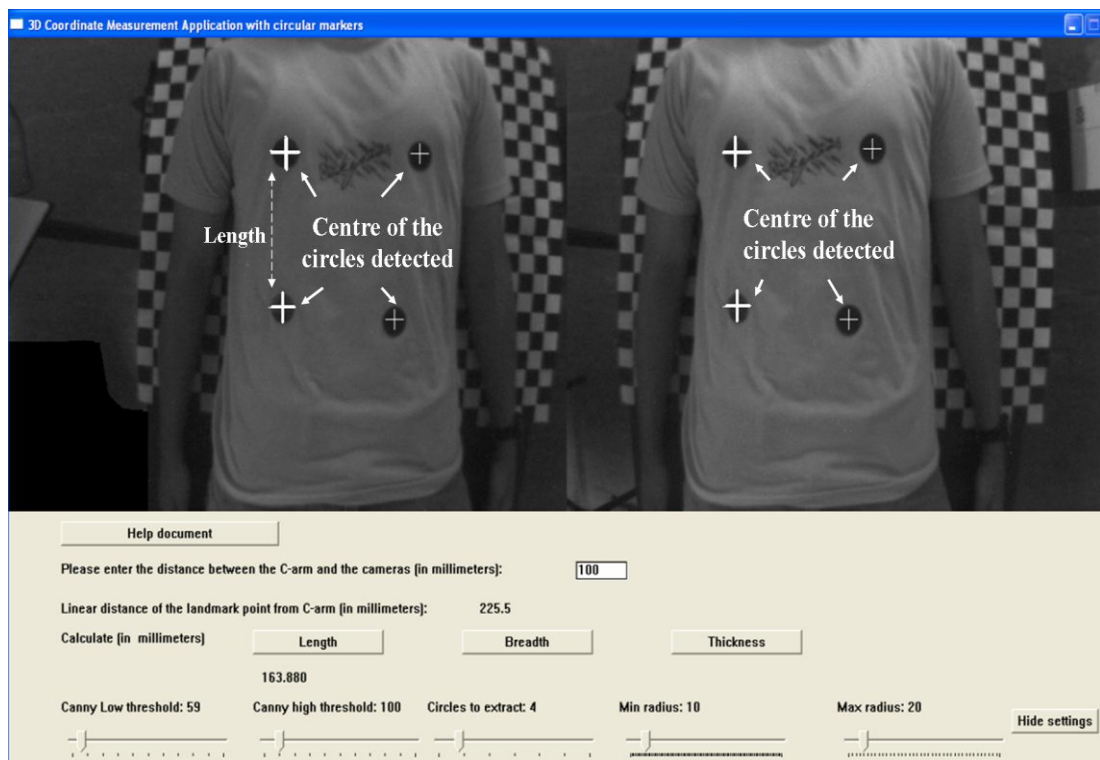 3D Coordinate Measurement Application with circular markers
Length
Centre of the
circles detected
Centre of the
circles detected
Help document
Please enter the distance between the C-arm and the cameras (in millimeters): 100
Linear distance of the landmark point from C-arm (in millimeters): 225.5
Calculate (in millimeters) Length Breadth Thickness
163.880
Canny Low threshold: 59 Canny high threshold: 100 Circles to extract: 4 Min radius: 10 Max radius: 20
Hide settings